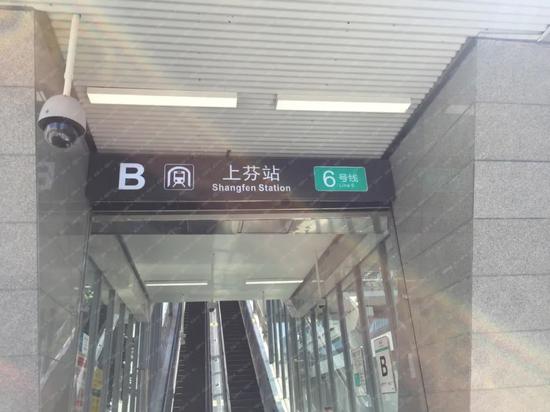 B
上芬站
Shangfen Station
6号线
Line 6
B